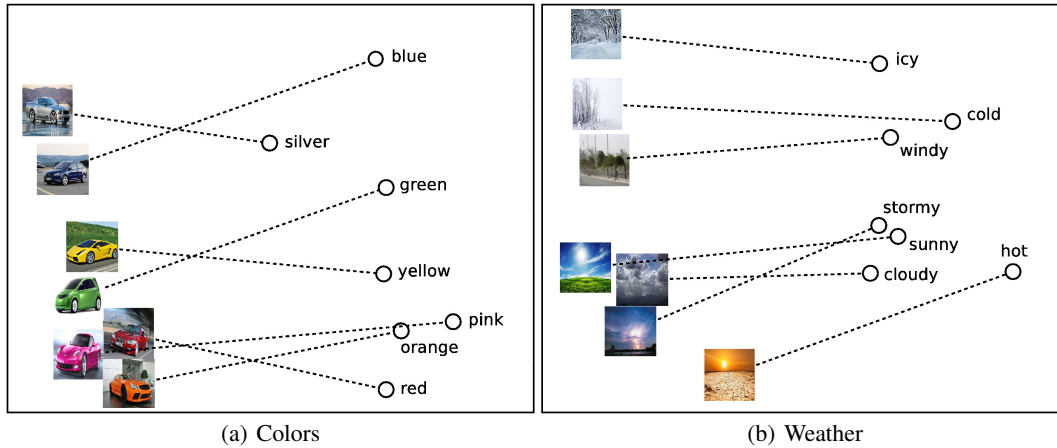 blue
silver
green
yellow
pink
orange
red
(a) Colors
icy
cold
windy
stormy
sunny
hot
cloudy
(b) Weather